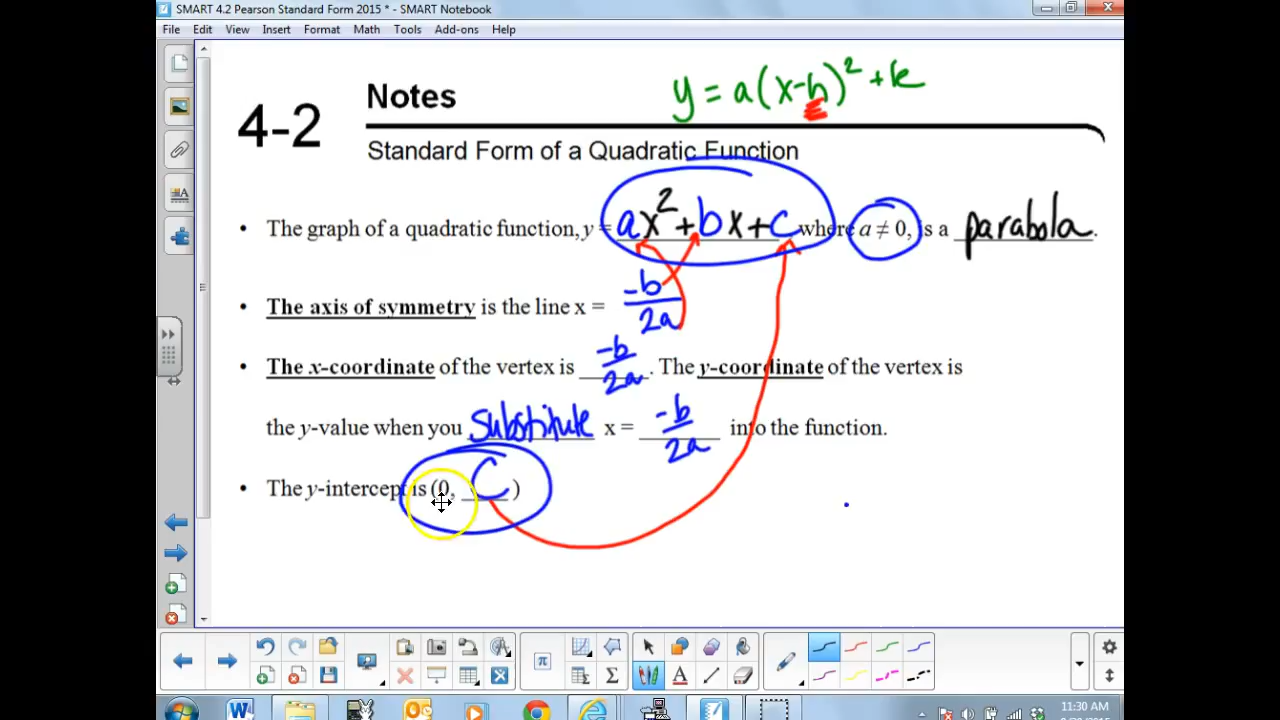 SMART 4.2 Pearson Standard Form 2015 * - SMART Notebook
File Edit View Insert Format Math Tools Add-ons Help
y = a(x-h)² + k
4-2 Notes
Standard Form of a Quadratic Function
• The graph of a quadratic function, y = ax² + bx + c where a ≠ 0, is a parabola.
• The axis of symmetry is the line x = -b/2a
• The x-coordinate of the vertex is -b/2a. The y-coordinate of the vertex is
the y-value when you substitute x = -b/2a into the function.
• The y-intercept is (0, C)
11:30 AM